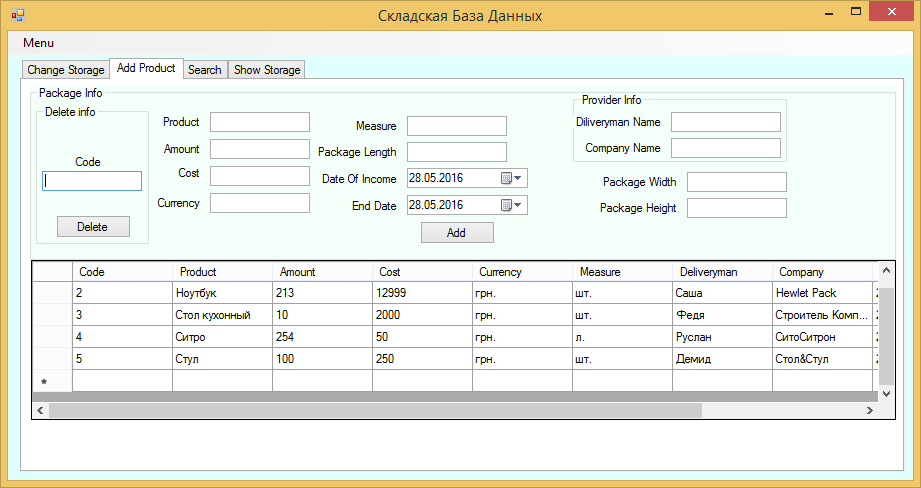 Складская База Данных
Menu
Change Storage Add Product Search Show Storage
Package Info
Delete info
Code
Delete
Product
Amount
Cost
Currency
Measure
Package Length
Date Of Income 28.05.2016
End Date 28.05.2016
Add
Provider Info
Diliveryman Name
Company Name
Package Width
Package Height
Code Product Amount Cost Currency Measure Deliveryman Company
2 Ноутбук 213 12999 грн. шт. Саша Hewlet Pack
3 Стол кухонный 10 2000 грн. шт. Федя Строитель Комп...
4 Ситро 254 50 грн. л. Руслан СитоСитрон
5 Стул 100 250 грн. шт. Демид Стол&Стул
*